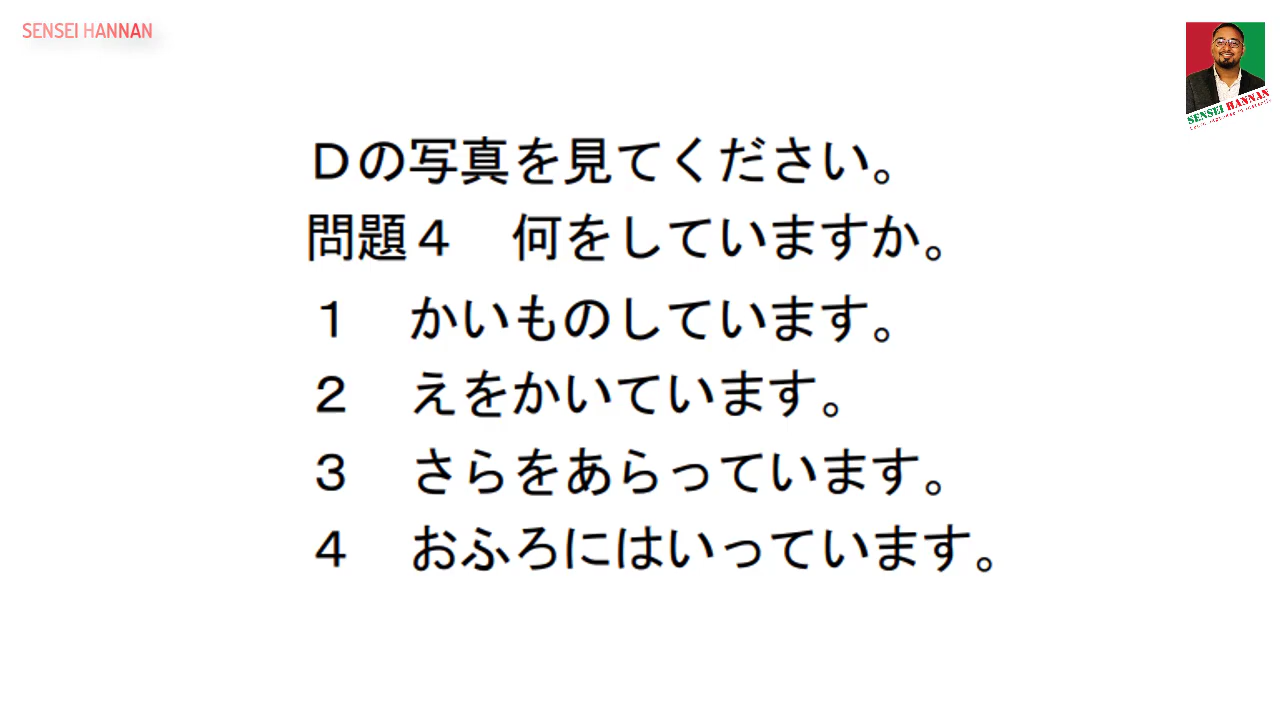 SENSEI HANNAN
SENSEI HANNAN
Dの写真を見てください。
問題4　何をしていますか。
1　かいものしています。
2　えをかいています。
3　さらをあらっています。
4　おふろにはいっています。